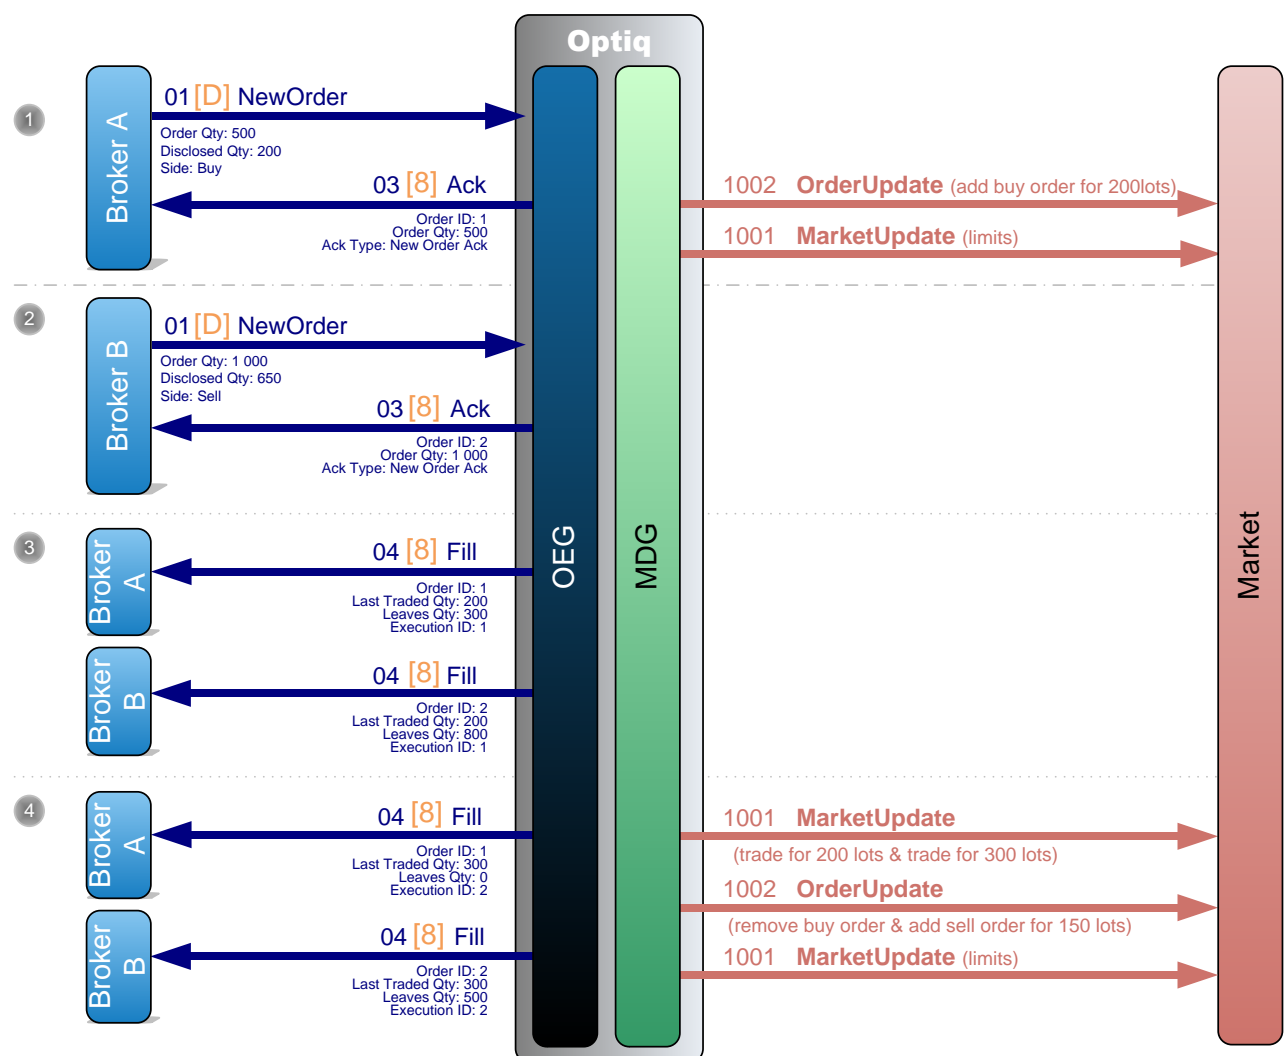 Optiq
1
Broker A
01 [D] NewOrder
Order Qty: 500
Disclosed Qty: 200
Side: Buy
03 [8] Ack
Order ID: 1
Order Qty: 500
Ack Type: New Order Ack
1002 OrderUpdate (add buy order for 200lots)
1001 MarketUpdate (limits)
2
Broker B
01 [D] NewOrder
Order Qty: 1 000
Disclosed Qty: 650
Side: Sell
03 [8] Ack
Order ID: 2
Order Qty: 1 000
Ack Type: New Order Ack
OEG
MDG
Market
3
Broker
A
04 [8] Fill
Order ID: 1
Last Traded Qty: 200
Leaves Qty: 300
Execution ID: 1
Broker
B
04 [8] Fill
Order ID: 2
Last Traded Qty: 200
Leaves Qty: 800
Execution ID: 1
4
Broker
A
04 [8] Fill
Order ID: 1
Last Traded Qty: 300
Leaves Qty: 0
Execution ID: 2
1001 MarketUpdate
(trade for 200 lots & trade for 300 lots)
1002 OrderUpdate
(remove buy order & add sell order for 150 lots)
Broker
B
04 [8] Fill
Order ID: 2
Last Traded Qty: 300
Leaves Qty: 500
Execution ID: 2
1001 MarketUpdate (limits)